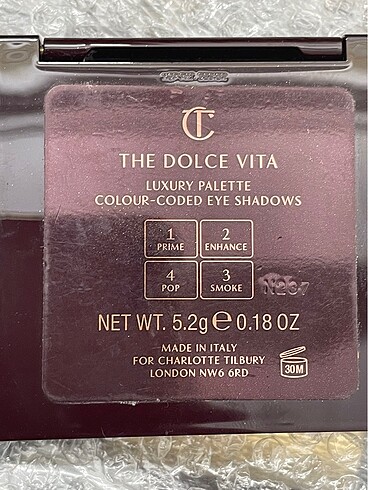 CT
THE DOLCE VITA
LUXURY PALETTE
COLOUR-CODED EYE SHADOWS
1 2
PRIME ENHANCE
4 3
POP SMOKE
NET WT. 5.2g ℮ 0.18 OZ
MADE IN ITALY
FOR CHARLOTTE TILBURY
LONDON NW6 6RD
30M